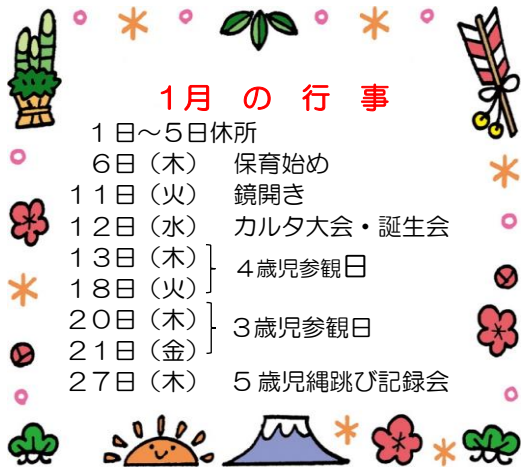 1月 の 行 事
１日～５日休所
６日（木） 保育始め
１１日（火） 鏡開き
１２日（水） カルタ大会・誕生会
１３日（木）
１８日（火） ４歳児参観日
２０日（木）
２１日（金） ３歳児参観日
２７日（木） ５歳児縄跳び記録会